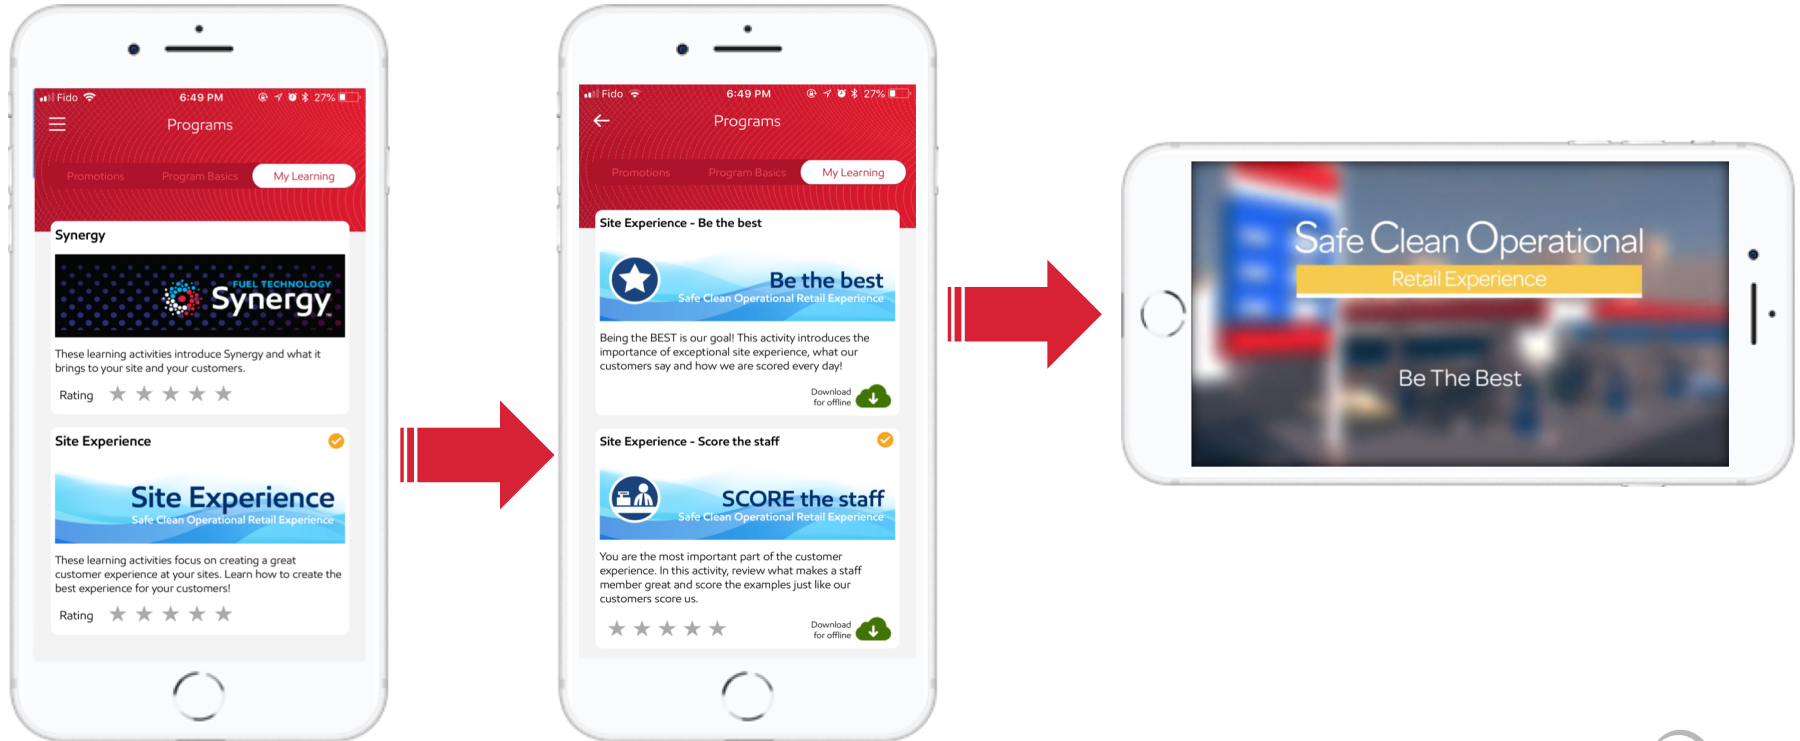 Fido
6:49 PM
27%
Programs
Promotions
Program Basics
My Learning
Synergy
FUEL TECHNOLOGY
Synergy™
These learning activities introduce Synergy and what it
brings to your site and your customers.
Rating
Site Experience
Site Experience
Safe Clean Operational Retail Experience
These learning activities focus on creating a great
customer experience at your sites. Learn how to create the
best experience for your customers!
Rating
Fido
6:49 PM
27%
Programs
Promotions
Program Basics
My Learning
Site Experience - Be the best
Be the best
Safe Clean Operational Retail Experience
Being the BEST is our goal! This activity introduces the
importance of exceptional site experience, what our
customers say and how we are scored every day!
Download
for offline
Site Experience - Score the staff
SCORE the staff
Safe Clean Operational Retail Experience
You are the most important part of the customer
experience. In this activity, review what makes a staff
member great and score the examples just like our
customers score us.
Download
for offline
Safe Clean Operational
Retail Experience
Be The Best